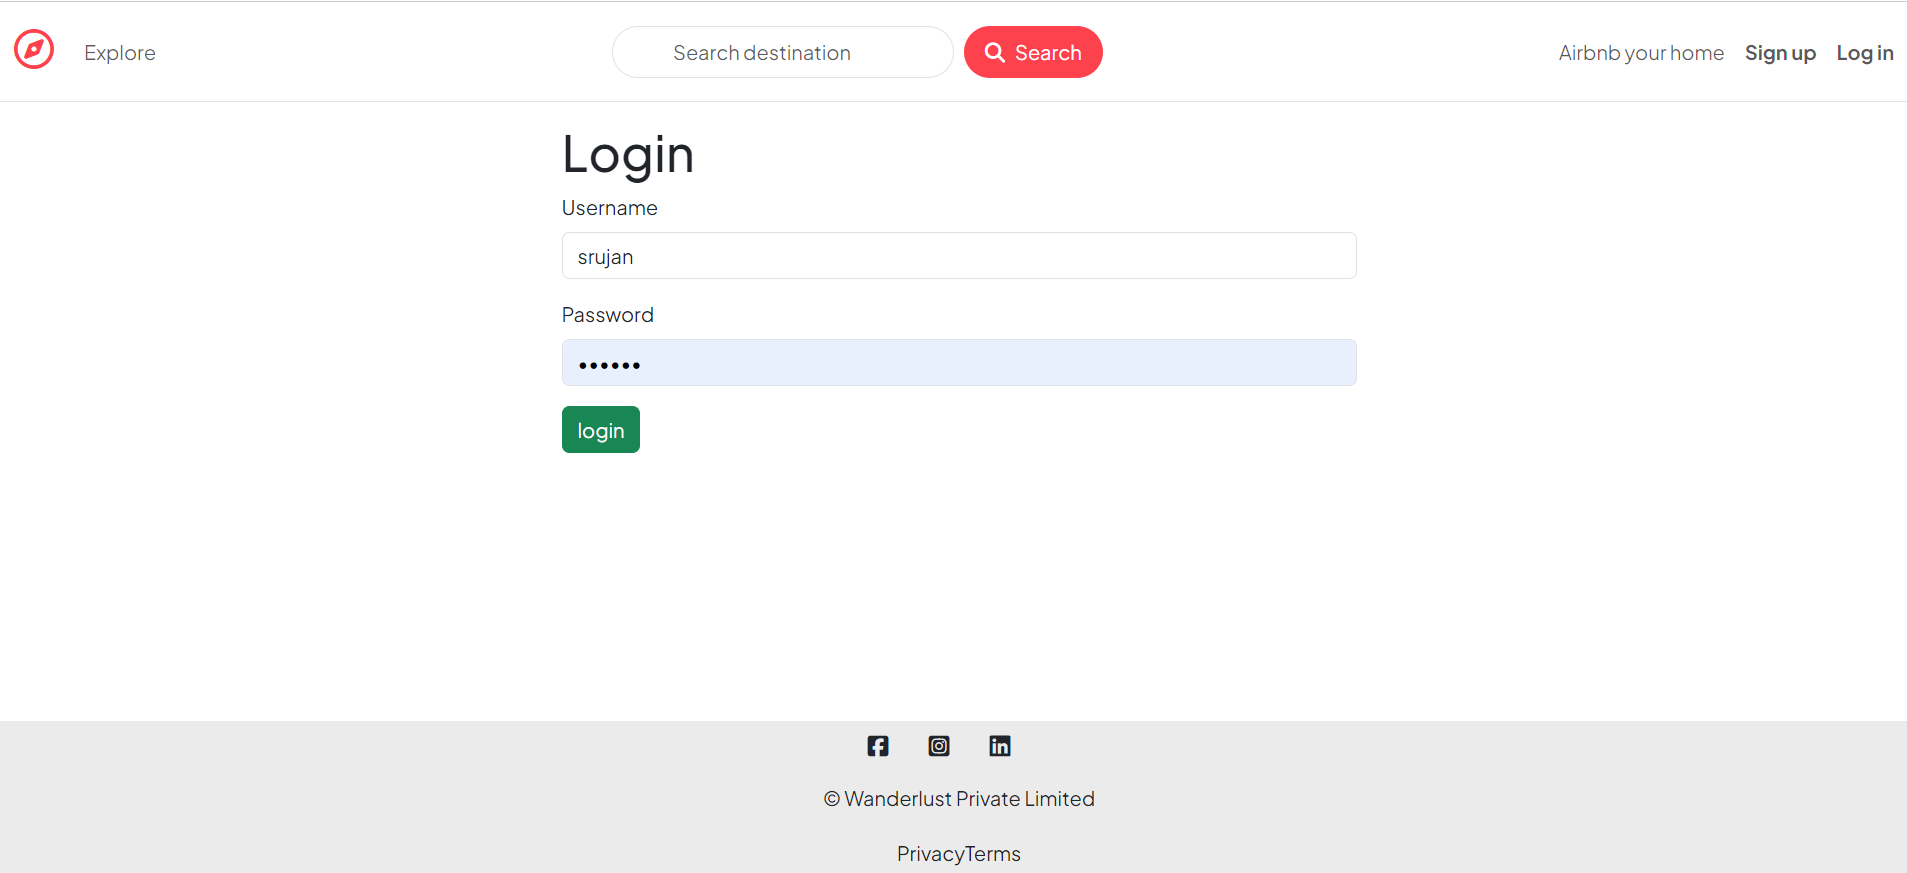 Explore
Search destination
Search
Airbnb your home
Sign up
Log in
Login
Username
srujan
Password
••••••
login
© Wanderlust Private Limited
PrivacyTerms